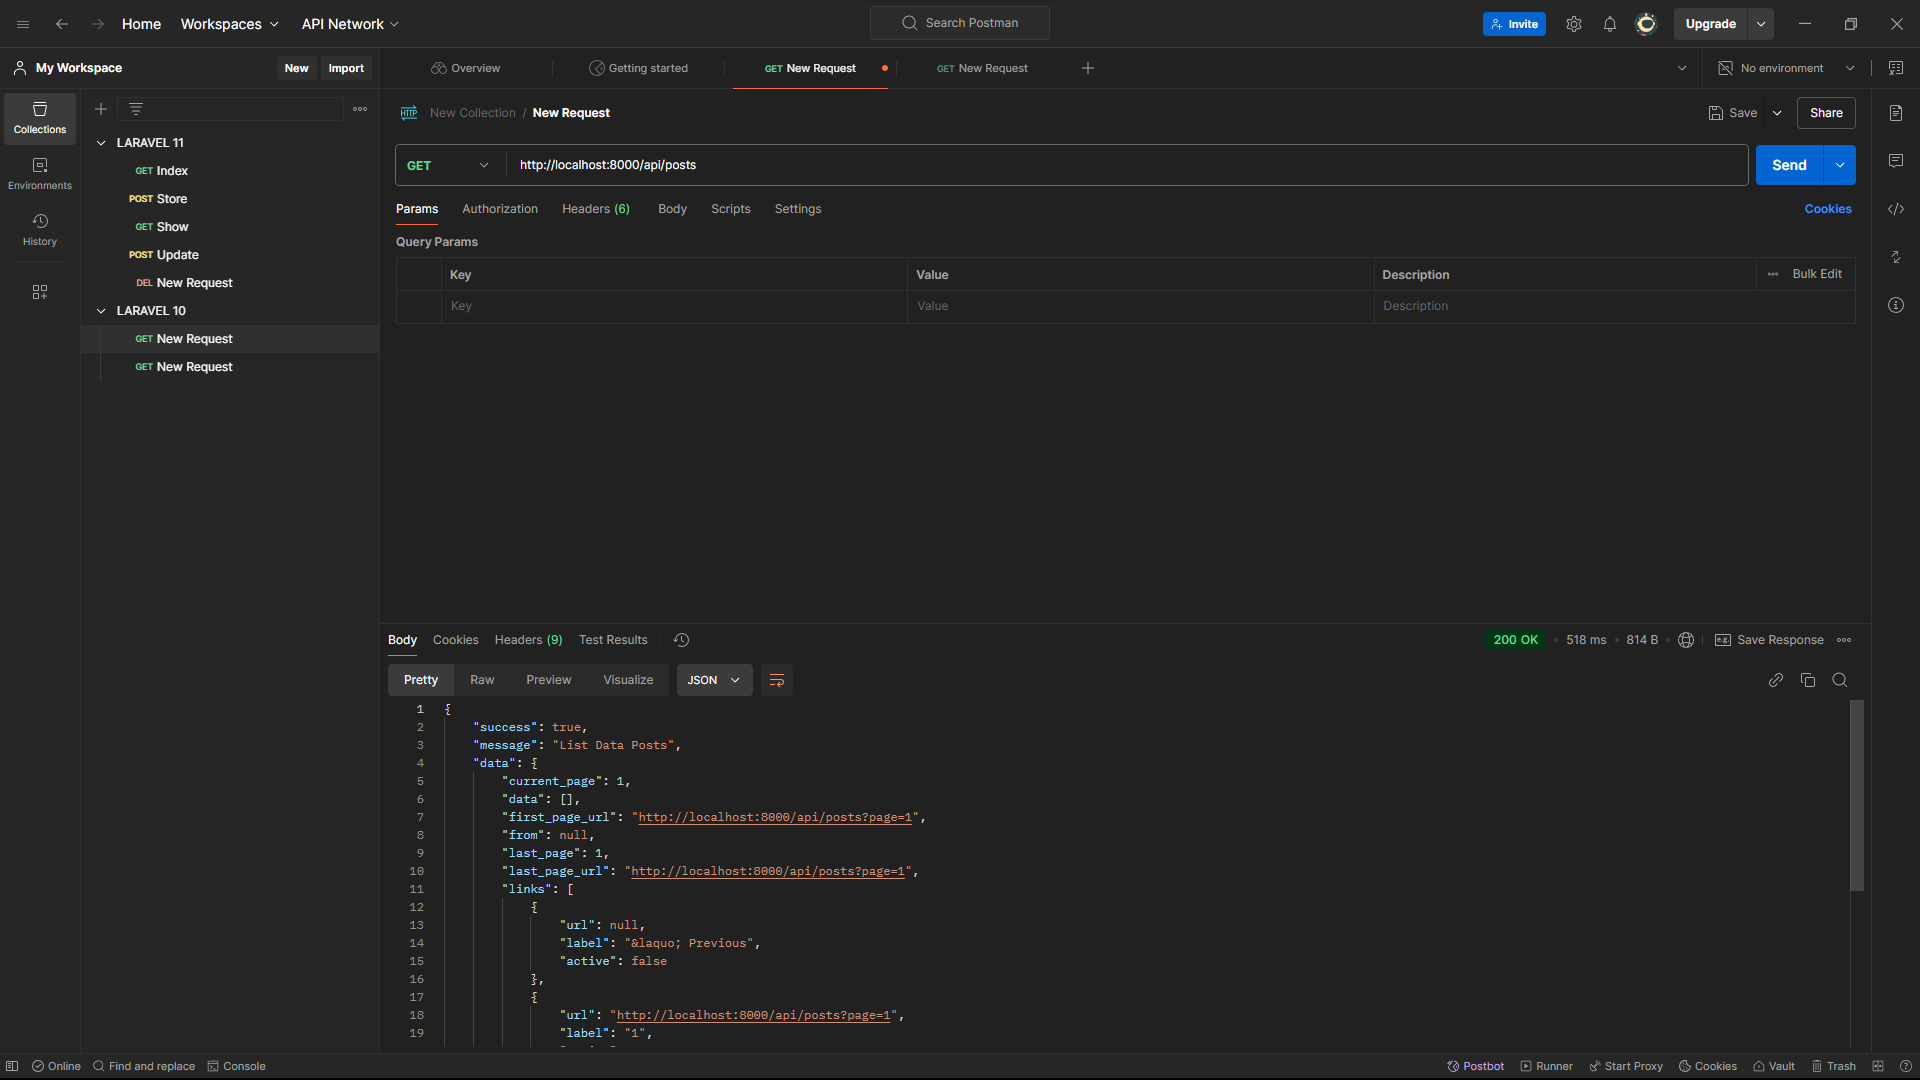 Home Workspaces API Network Search Postman Invite Upgrade
My Workspace New Import Overview Getting started GET New Request GET New Request No environment
Collections
Environments
History
LARAVEL 11
GET Index
POST Store
GET Show
POST Update
DEL New Request
LARAVEL 10
GET New Request
GET New Request
HTTP New Collection / New Request Save Share
GET http://localhost:8000/api/posts Send
Params Authorization Headers (6) Body Scripts Settings Cookies
Query Params
Key Value Description Bulk Edit
Key Value Description
Body Cookies Headers (9) Test Results 200 OK 518 ms 814 B e.g. Save Response
Pretty Raw Preview Visualize JSON
1 {
2 "success": true,
3 "message": "List Data Posts",
4 "data": {
5 "current_page": 1,
6 "data": [],
7 "first_page_url": "http://localhost:8000/api/posts?page=1",
8 "from": null,
9 "last_page": 1,
10 "last_page_url": "http://localhost:8000/api/posts?page=1",
11 "links": [
12 {
13 "url": null,
14 "label": "&laquo; Previous",
15 "active": false
16 },
17 {
18 "url": "http://localhost:8000/api/posts?page=1",
19 "label": "1",
Online Find and replace Console Postbot Runner Start Proxy Cookies Vault Trash